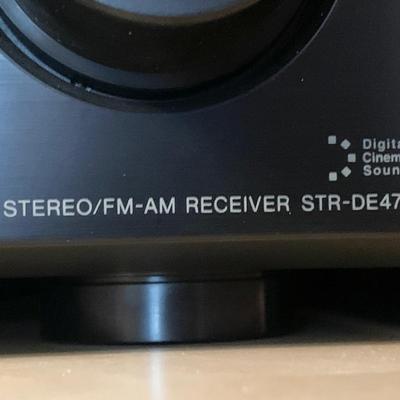 Digita
Cinem
Soun
STEREO/FM-AM RECEIVER STR-DE47